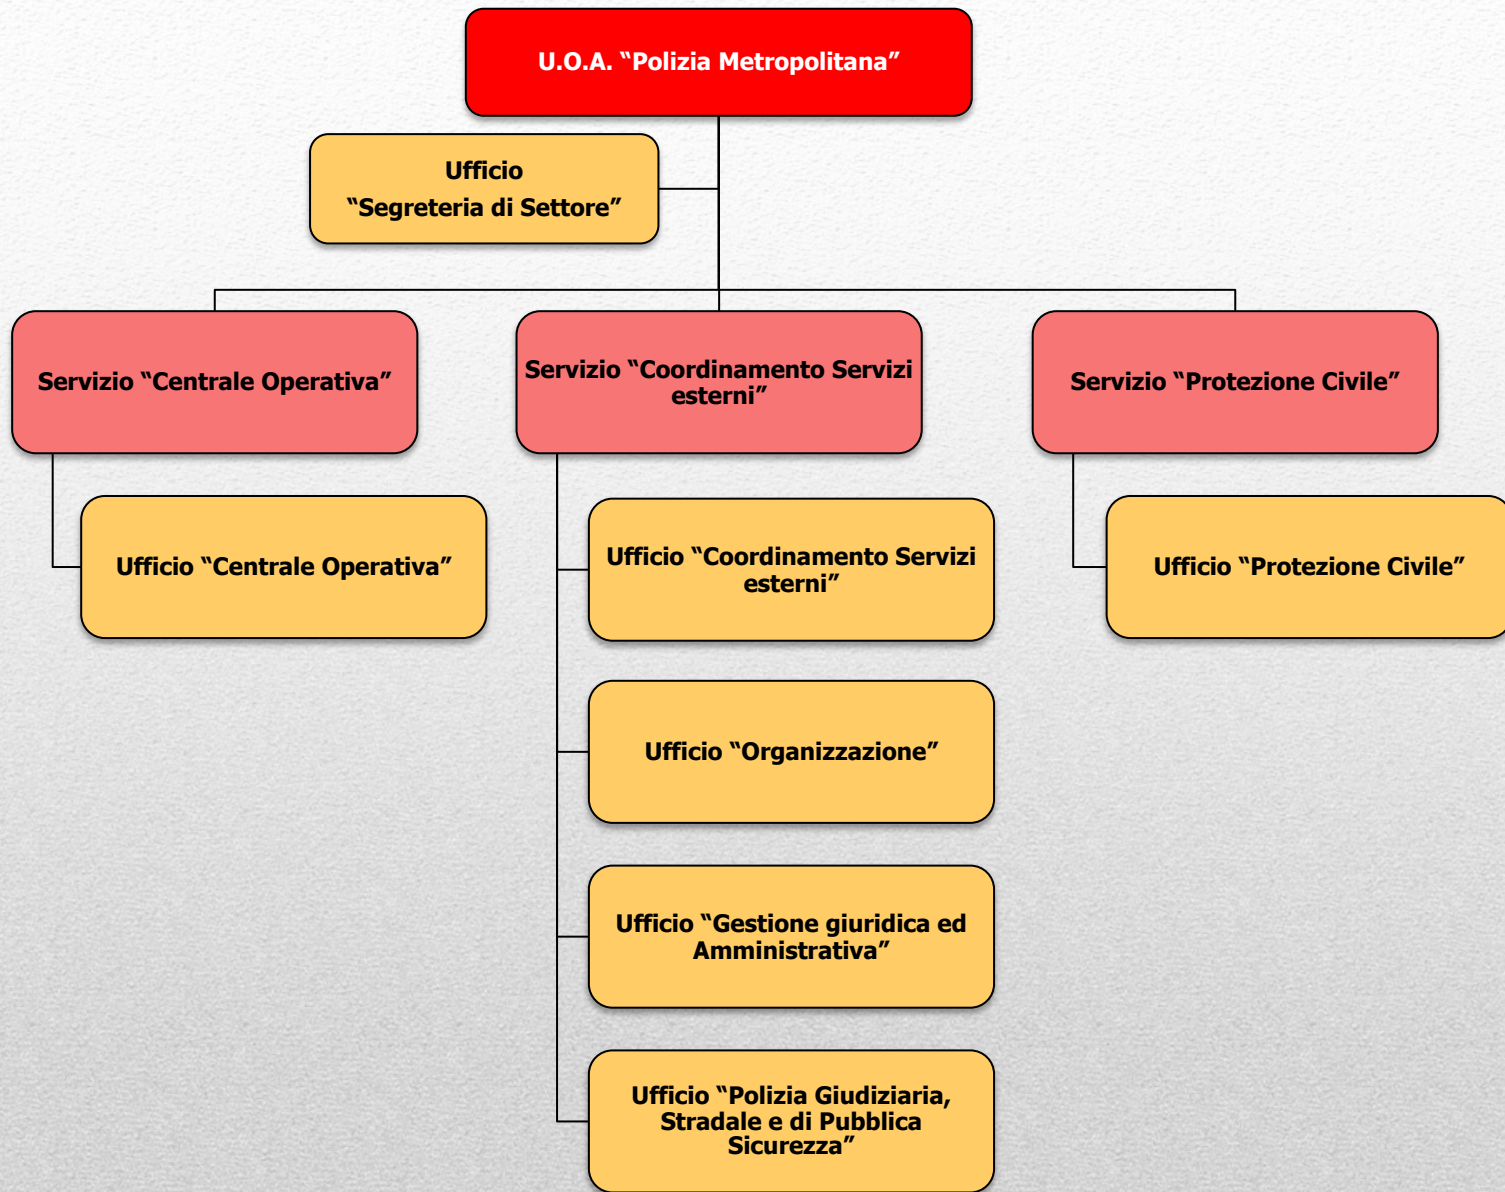 U.O.A. “Polizia Metropolitana”
Ufficio
“Segreteria di Settore”
Servizio “Centrale Operativa”
Servizio “Coordinamento Servizi
esterni”
Servizio “Protezione Civile”
Ufficio “Centrale Operativa”
Ufficio “Coordinamento Servizi
esterni”
Ufficio “Protezione Civile”
Ufficio “Organizzazione”
Ufficio “Gestione giuridica ed
Amministrativa”
Ufficio “Polizia Giudiziaria,
Stradale e di Pubblica
Sicurezza”